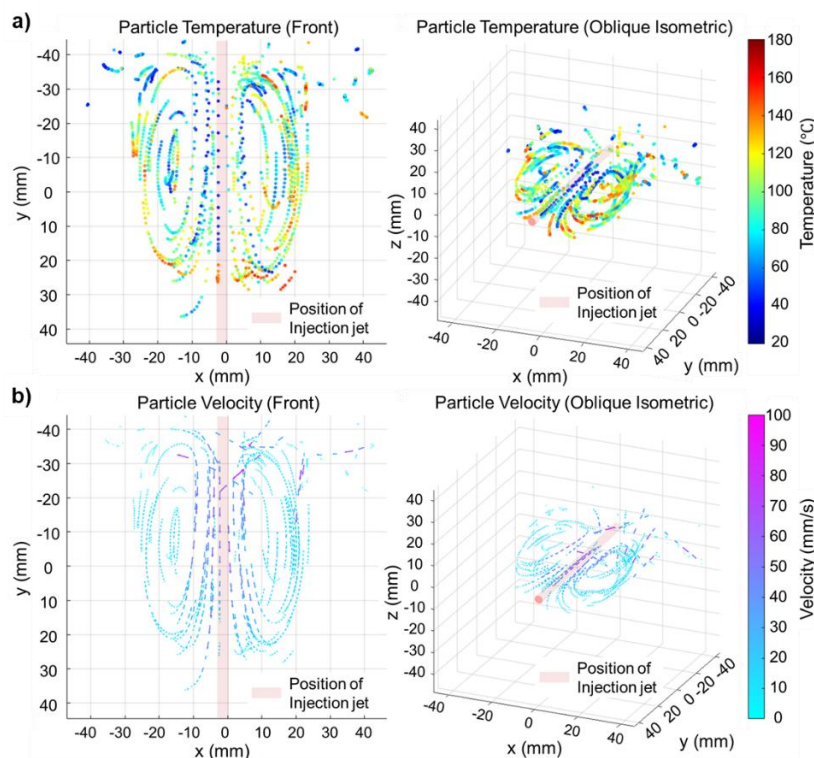 a)
Particle Temperature (Front)
-40
-30
-20
-10
0
10
20
30
40
y (mm)
-40 -30 -20 -10 0 10 20 30 40
x (mm)
Position of
Injection jet
Particle Temperature (Oblique Isometric)
40
30
20
10
0
-10
-20
-30
-40
z (mm)
-40 -20 0 20 40
x (mm)
40 20 0 -20 -40
y (mm)
Position of
Injection jet
180
160
140
120
100
80
60
40
20
Temperature (℃)
b)
Particle Velocity (Front)
-40
-30
-20
-10
0
10
20
30
40
y (mm)
-40 -30 -20 -10 0 10 20 30 40
x (mm)
Position of
Injection jet
Particle Velocity (Oblique Isometric)
40
30
20
10
0
-10
-20
-30
-40
z (mm)
-40 -20 0 20 40
x (mm)
40 20 0 -20 -40
y (mm)
Position of
Injection jet
100
90
80
70
60
50
40
30
20
10
0
Velocity (mm/s)